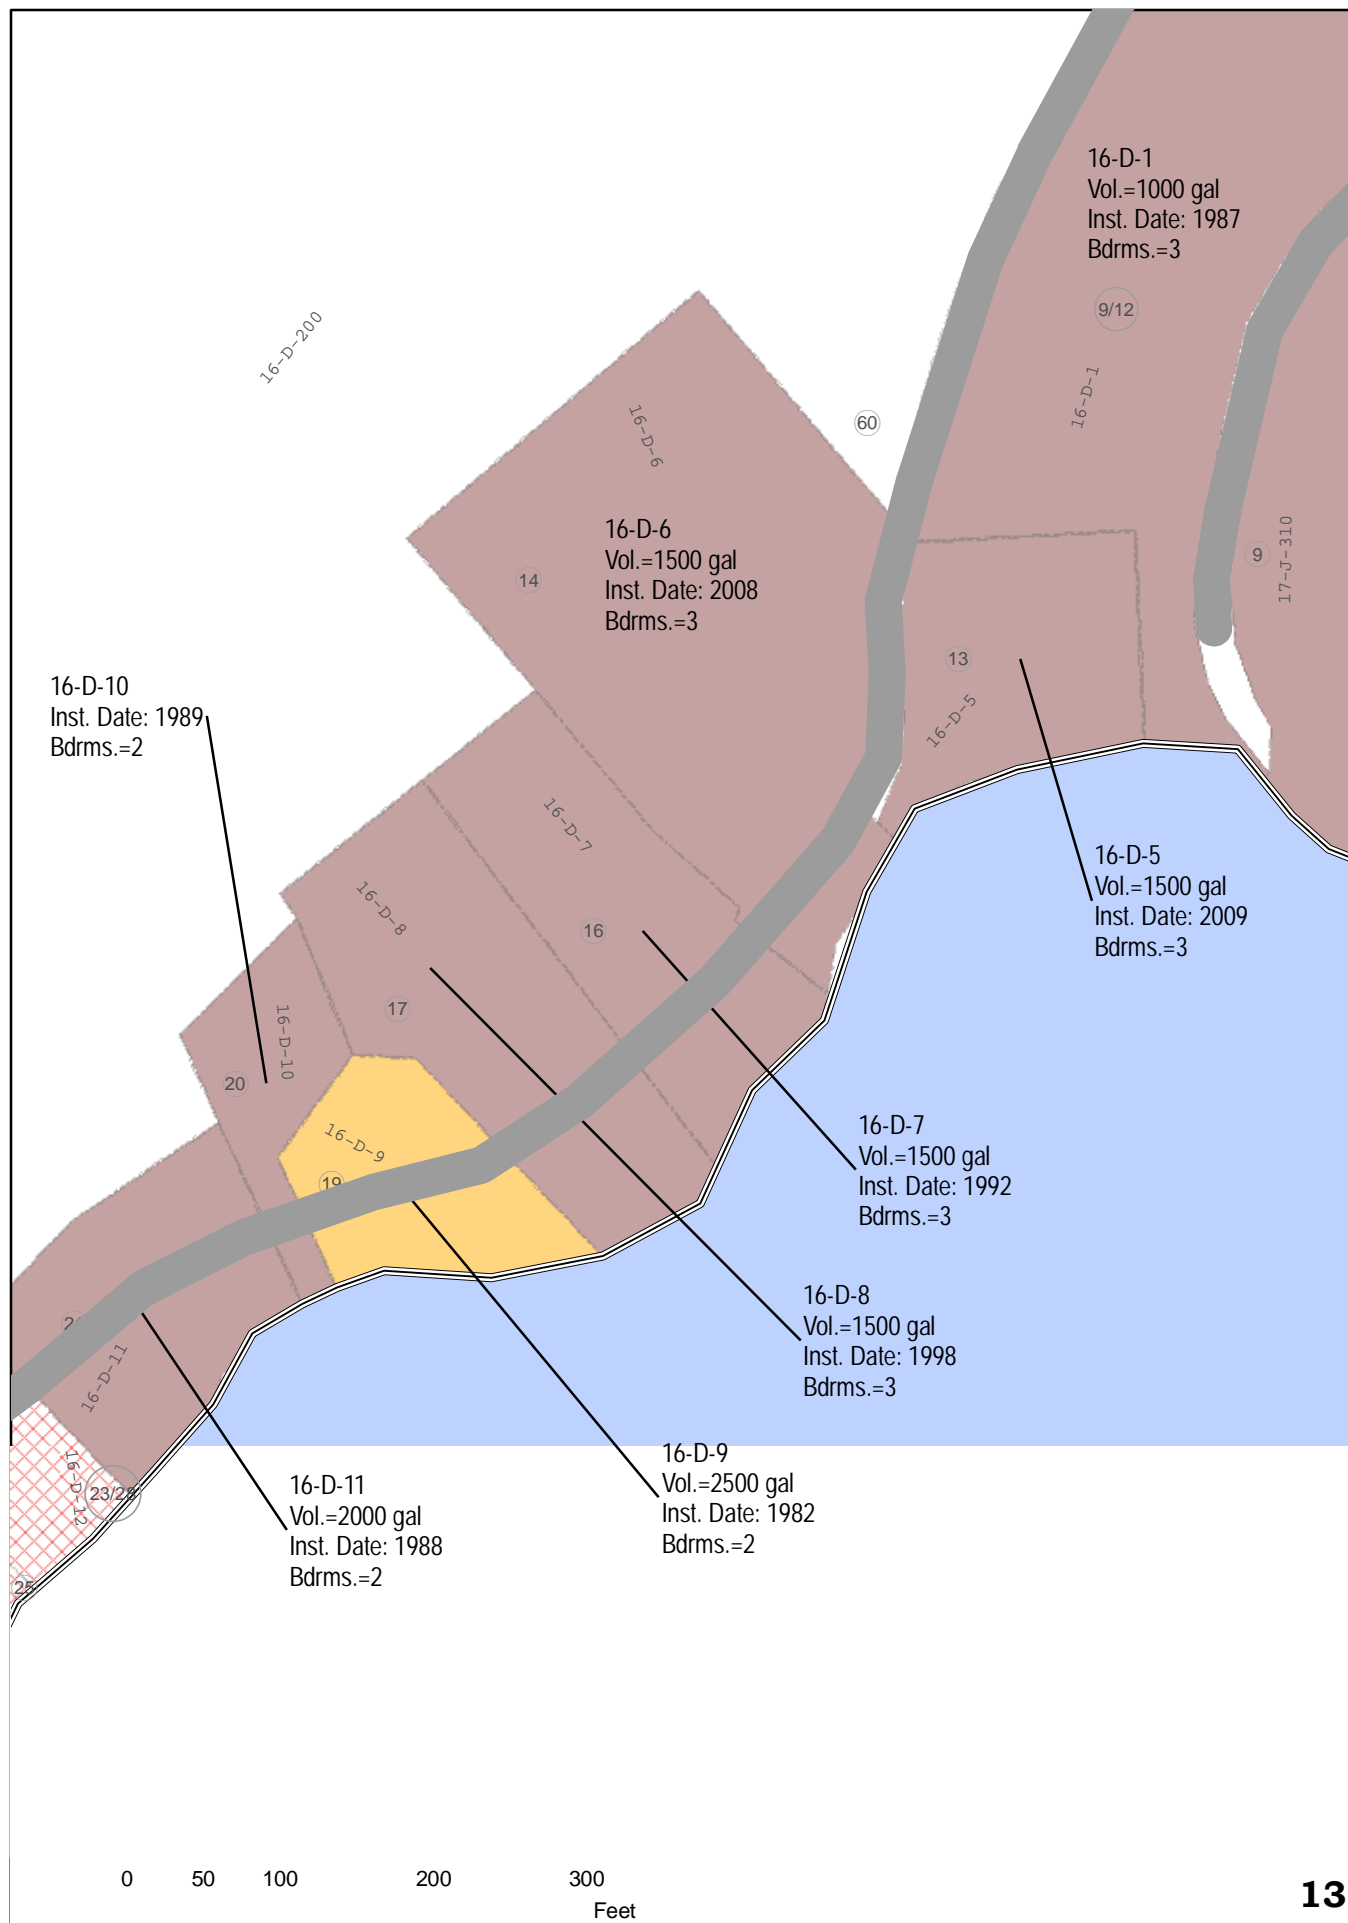 16-D-1
Vol.=1000 gal
Inst. Date: 1987
Bdrms.=3
9/12
16-D-1
16-D-200
60
16-D-6
16-D-6
Vol.=1500 gal
Inst. Date: 2008
Bdrms.=3
14
9
17-J-310
13
16-D-5
16-D-10
Inst. Date: 1989
Bdrms.=2
16-D-7
16-D-5
Vol.=1500 gal
Inst. Date: 2009
Bdrms.=3
16-D-8
16
17
16-D-10
20
16-D-9
19
16-D-7
Vol.=1500 gal
Inst. Date: 1992
Bdrms.=3
16-D-8
Vol.=1500 gal
Inst. Date: 1998
Bdrms.=3
16-D-11
16-D-9
Vol.=2500 gal
Inst. Date: 1982
Bdrms.=2
16-D-12
23/28
16-D-11
Vol.=2000 gal
Inst. Date: 1988
Bdrms.=2
25
0 50 100 200 300
Feet
13